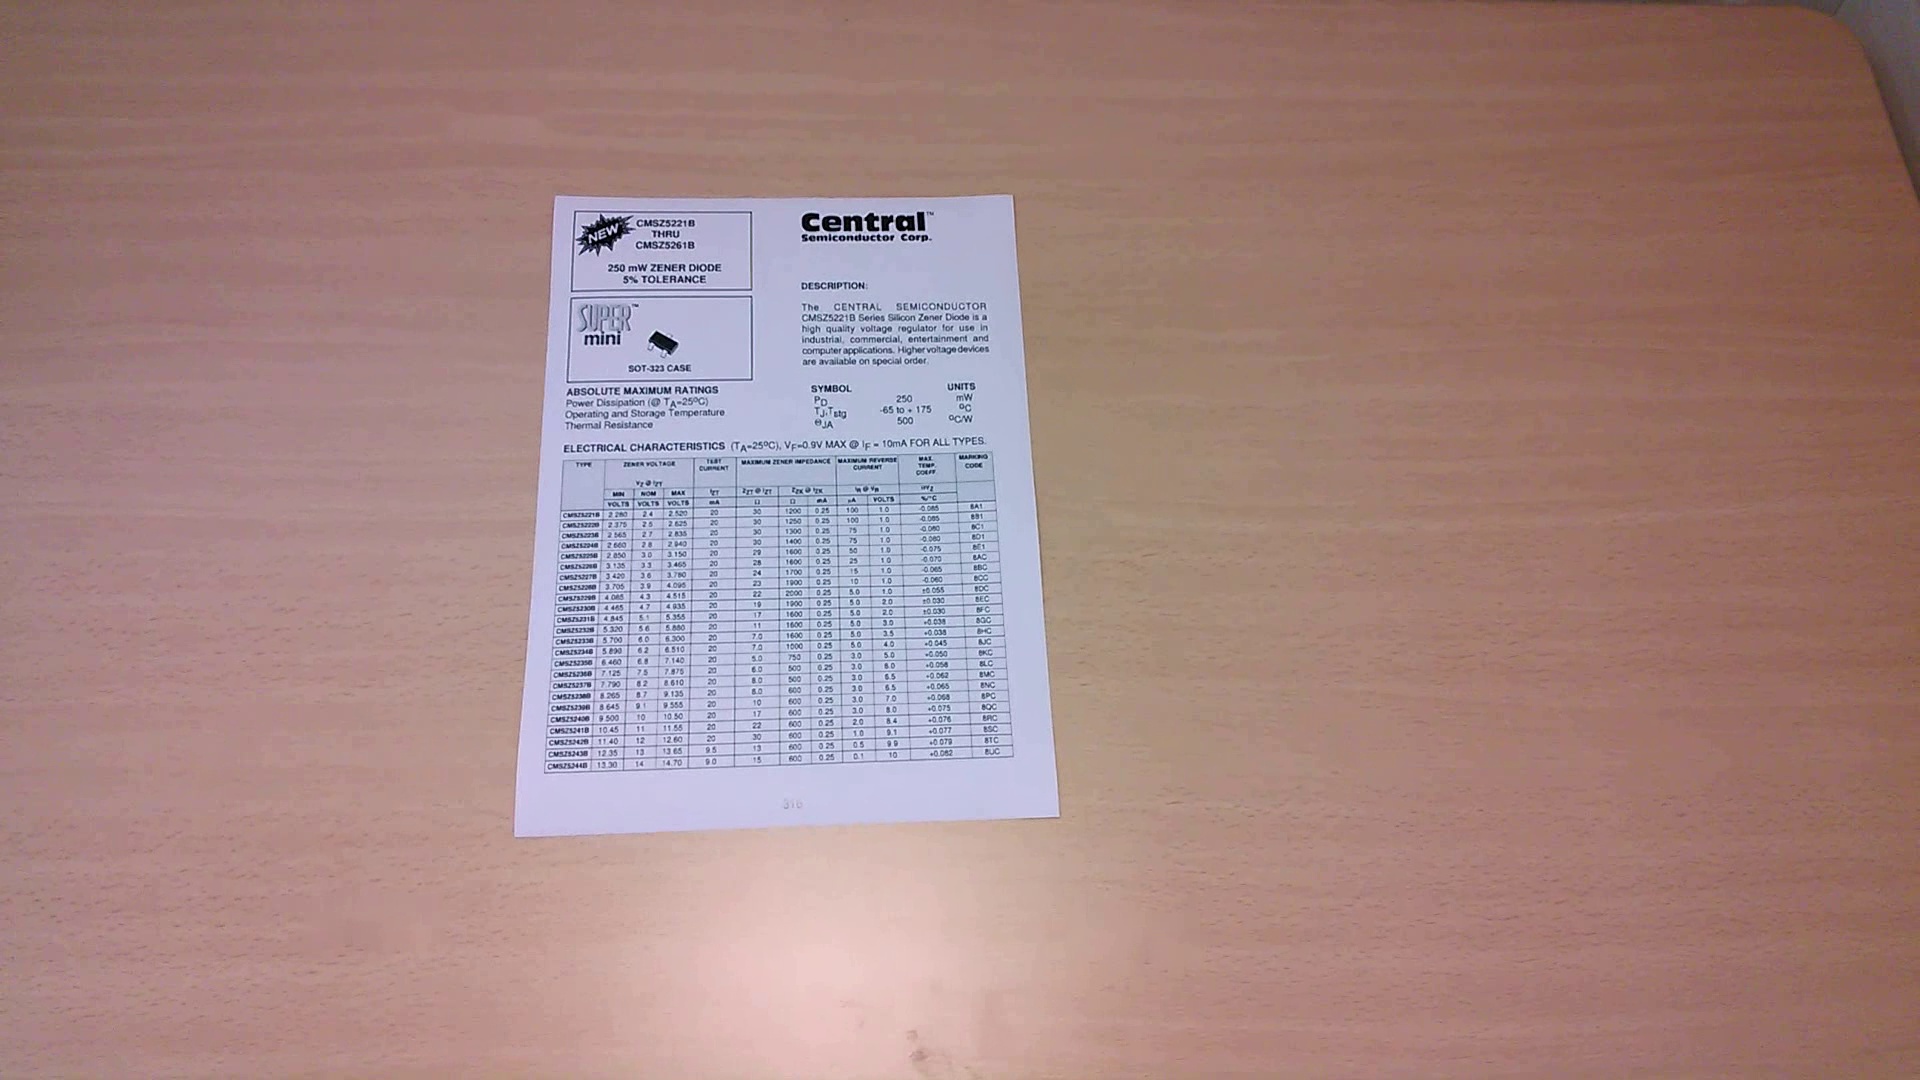 NEW
CMSZ5221B
THRU
CMSZ5261B
250 mW ZENER DIODE
5% TOLERANCE
SUPER™
mini
SOT-323 CASE
Central™
Semiconductor Corp.
DESCRIPTION:
The CENTRAL SEMICONDUCTOR
CMSZ5221B Series Silicon Zener Diode is a
high quality voltage regulator for use in
industrial, commercial, entertainment and
computer applications. Higher voltage devices
are available on special order.
ABSOLUTE MAXIMUM RATINGS SYMBOL UNITS
Power Dissipation (@ TA=25ºC) PD 250 mW
Operating and Storage Temperature TJ,Tstg -65 to + 175 ºC
Thermal Resistance ΘJA 500 ºC/W
ELECTRICAL CHARACTERISTICS (TA=25ºC), VF=0.9V MAX @ IF = 10mA FOR ALL TYPES.
TYPE ZENER VOLTAGE TEST CURRENT MAXIMUM ZENER IMPEDANCE MAXIMUM REVERSE CURRENT MAX. TEMP. COEFF. MARKING CODE
VZ @ IZT
MIN NOM MAX IZT ZZT @ IZT ZZK @ IZK IR @ VR
VOLTS VOLTS VOLTS mA Ω Ω mA µA VOLTS %/°C
CMSZ5221B 2.280 2.4 2.520 20 30 1200 0.25 100 1.0 -0.085 8A1
CMSZ5222B 2.375 2.5 2.625 20 30 1250 0.25 100 1.0 -0.085 8B1
CMSZ5223B 2.565 2.7 2.835 20 30 1300 0.25 75 1.0 -0.080 8C1
CMSZ5224B 2.660 2.8 2.940 20 30 1400 0.25 75 1.0 -0.080 8D1
CMSZ5225B 2.850 3.0 3.150 20 29 1600 0.25 50 1.0 -0.075 8E1
CMSZ5226B 3.135 3.3 3.465 20 28 1600 0.25 25 1.0 -0.070 8AC
CMSZ5227B 3.420 3.6 3.780 20 24 1700 0.25 15 1.0 -0.065 8BC
CMSZ5228B 3.705 3.9 4.095 20 23 1900 0.25 10 1.0 -0.060 8CC
CMSZ5229B 4.085 4.3 4.515 20 22 2000 0.25 5.0 1.0 ±0.055 8DC
CMSZ5230B 4.465 4.7 4.935 20 19 1900 0.25 5.0 2.0 ±0.030 8EC
CMSZ5231B 4.845 5.1 5.355 20 17 1600 0.25 5.0 2.0 ±0.030 8FC
CMSZ5232B 5.320 5.6 5.880 20 11 1600 0.25 5.0 3.0 +0.038 8GC
CMSZ5233B 5.700 6.0 6.300 20 7.0 1600 0.25 5.0 3.5 +0.038 8HC
CMSZ5234B 5.890 6.2 6.510 20 7.0 1000 0.25 5.0 4.0 +0.045 8JC
CMSZ5235B 6.460 6.8 7.140 20 5.0 750 0.25 3.0 5.0 +0.050 8KC
CMSZ5236B 7.125 7.5 7.875 20 6.0 500 0.25 3.0 6.0 +0.058 8LC
CMSZ5237B 7.790 8.2 8.610 20 8.0 500 0.25 3.0 6.5 +0.062 8MC
CMSZ5238B 8.265 8.7 9.135 20 8.0 600 0.25 3.0 6.5 +0.065 8NC
CMSZ5239B 8.645 9.1 9.555 20 10 600 0.25 3.0 7.0 +0.068 8PC
CMSZ5240B 9.500 10 10.50 20 17 600 0.25 3.0 8.0 +0.075 8QC
CMSZ5241B 10.45 11 11.55 20 22 600 0.25 2.0 8.4 +0.076 8RC
CMSZ5242B 11.40 12 12.60 20 30 600 0.25 1.0 9.1 +0.077 8SC
CMSZ5243B 12.35 13 13.65 9.5 13 600 0.25 0.5 9.9 +0.079 8TC
CMSZ5244B 13.30 14 14.70 9.0 15 600 0.25 0.1 10 +0.082 8UC
316